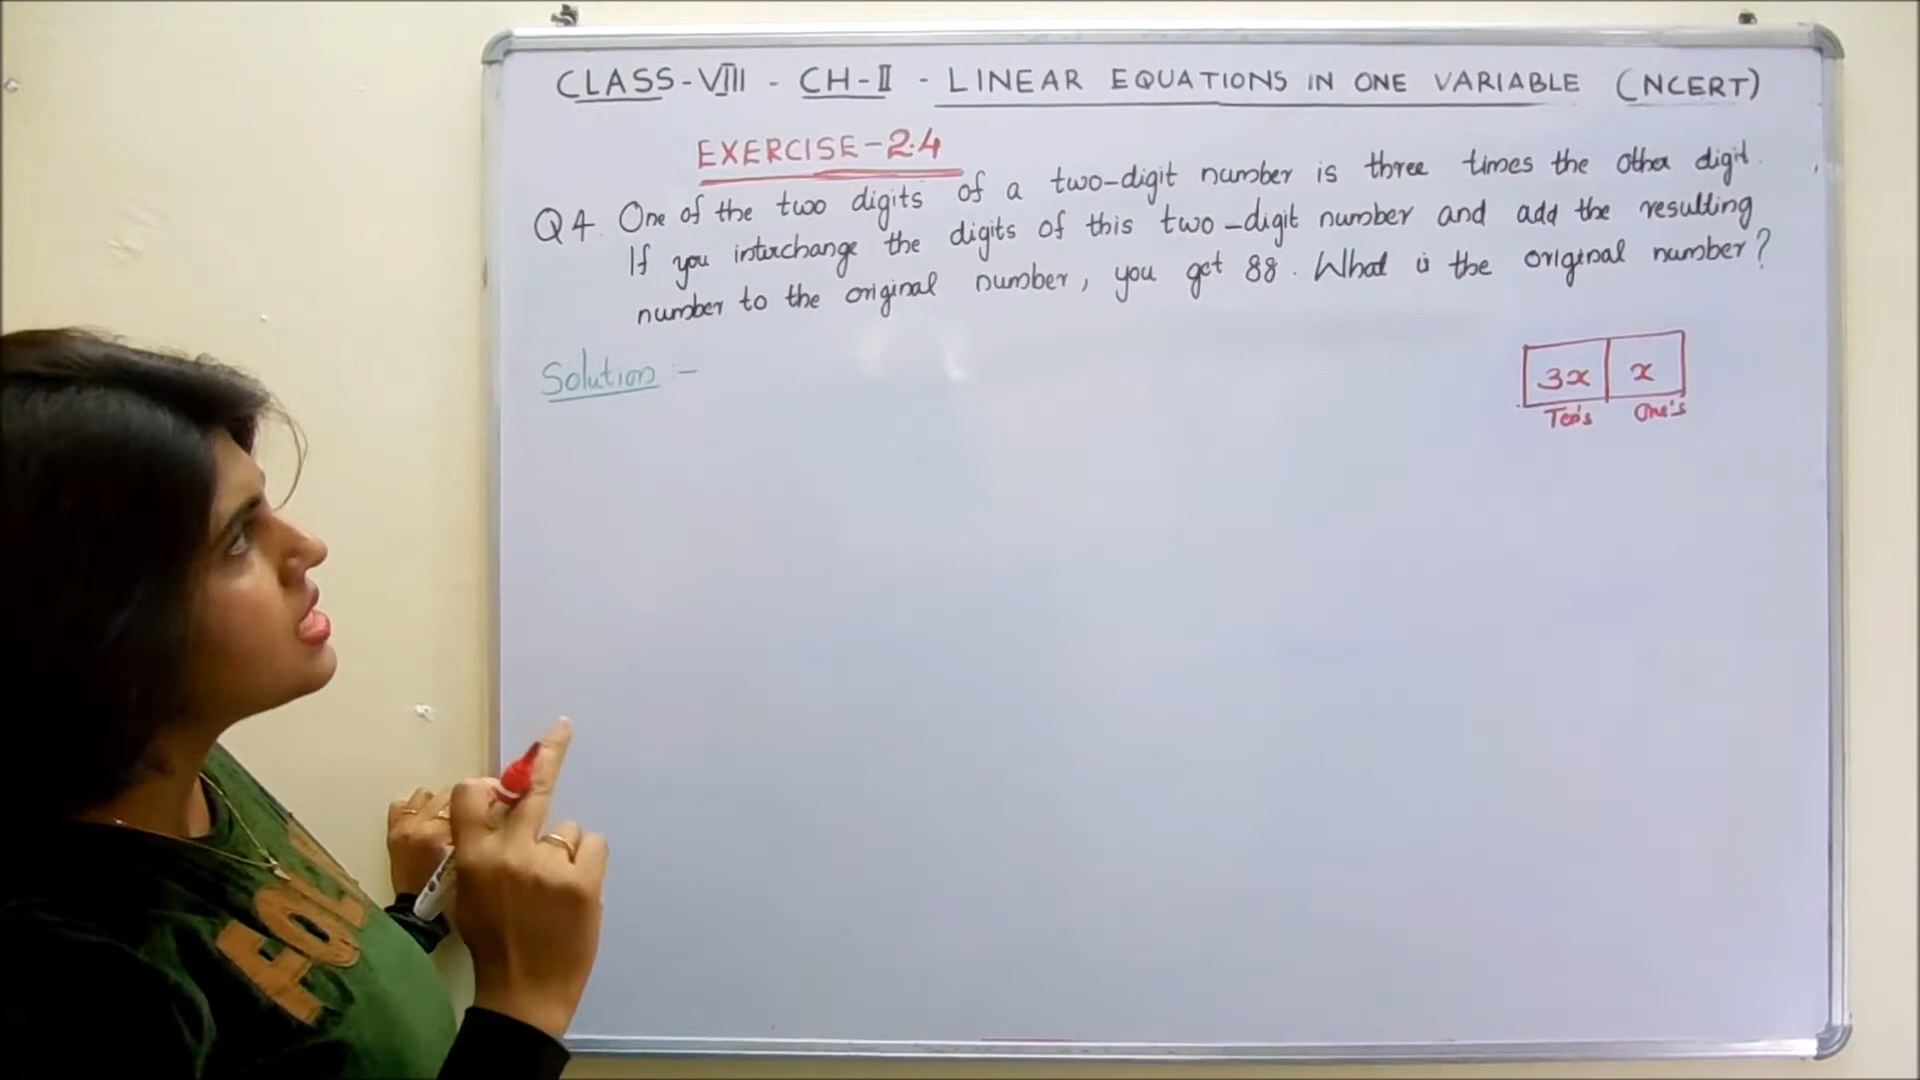 CLASS-VIII - CH-II - LINEAR EQUATIONS IN ONE VARIABLE (NCERT)
EXERCISE-2.4
Q4. One of the two digits of a two-digit number is three times the other digit.
If you interchange the digits of this two-digit number and add the resulting
number to the original number, you get 88. What is the original number?
Solution :-
3x x
Ten's One's